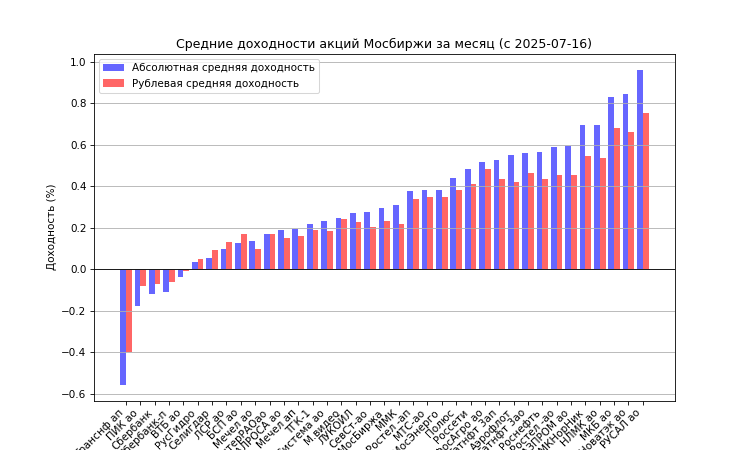 Средние доходности акций Мосбиржи за месяц (с 2025-07-16)
Абсолютная средняя доходность
Рублевая средняя доходность
Доходность (%)
1.0
0.8
0.6
0.4
0.2
0.0
−0.2
−0.4
−0.6
ПИК ао
Сбербанк
ВТБ ао
РусГидро
Селигдар
ЛСР ао
БСП ао
Мечел ао
Мечел ап
ТГК-1
М.видео
ЛУКОЙЛ
СевСт-ао
МосБиржа
ММК
Ростел -ап
МТС-ао
Полюс
Россети
Аэрофлот
Роснефть
Ростел -ао
НЛМК ао
МКБ ао
РУСАЛ ао